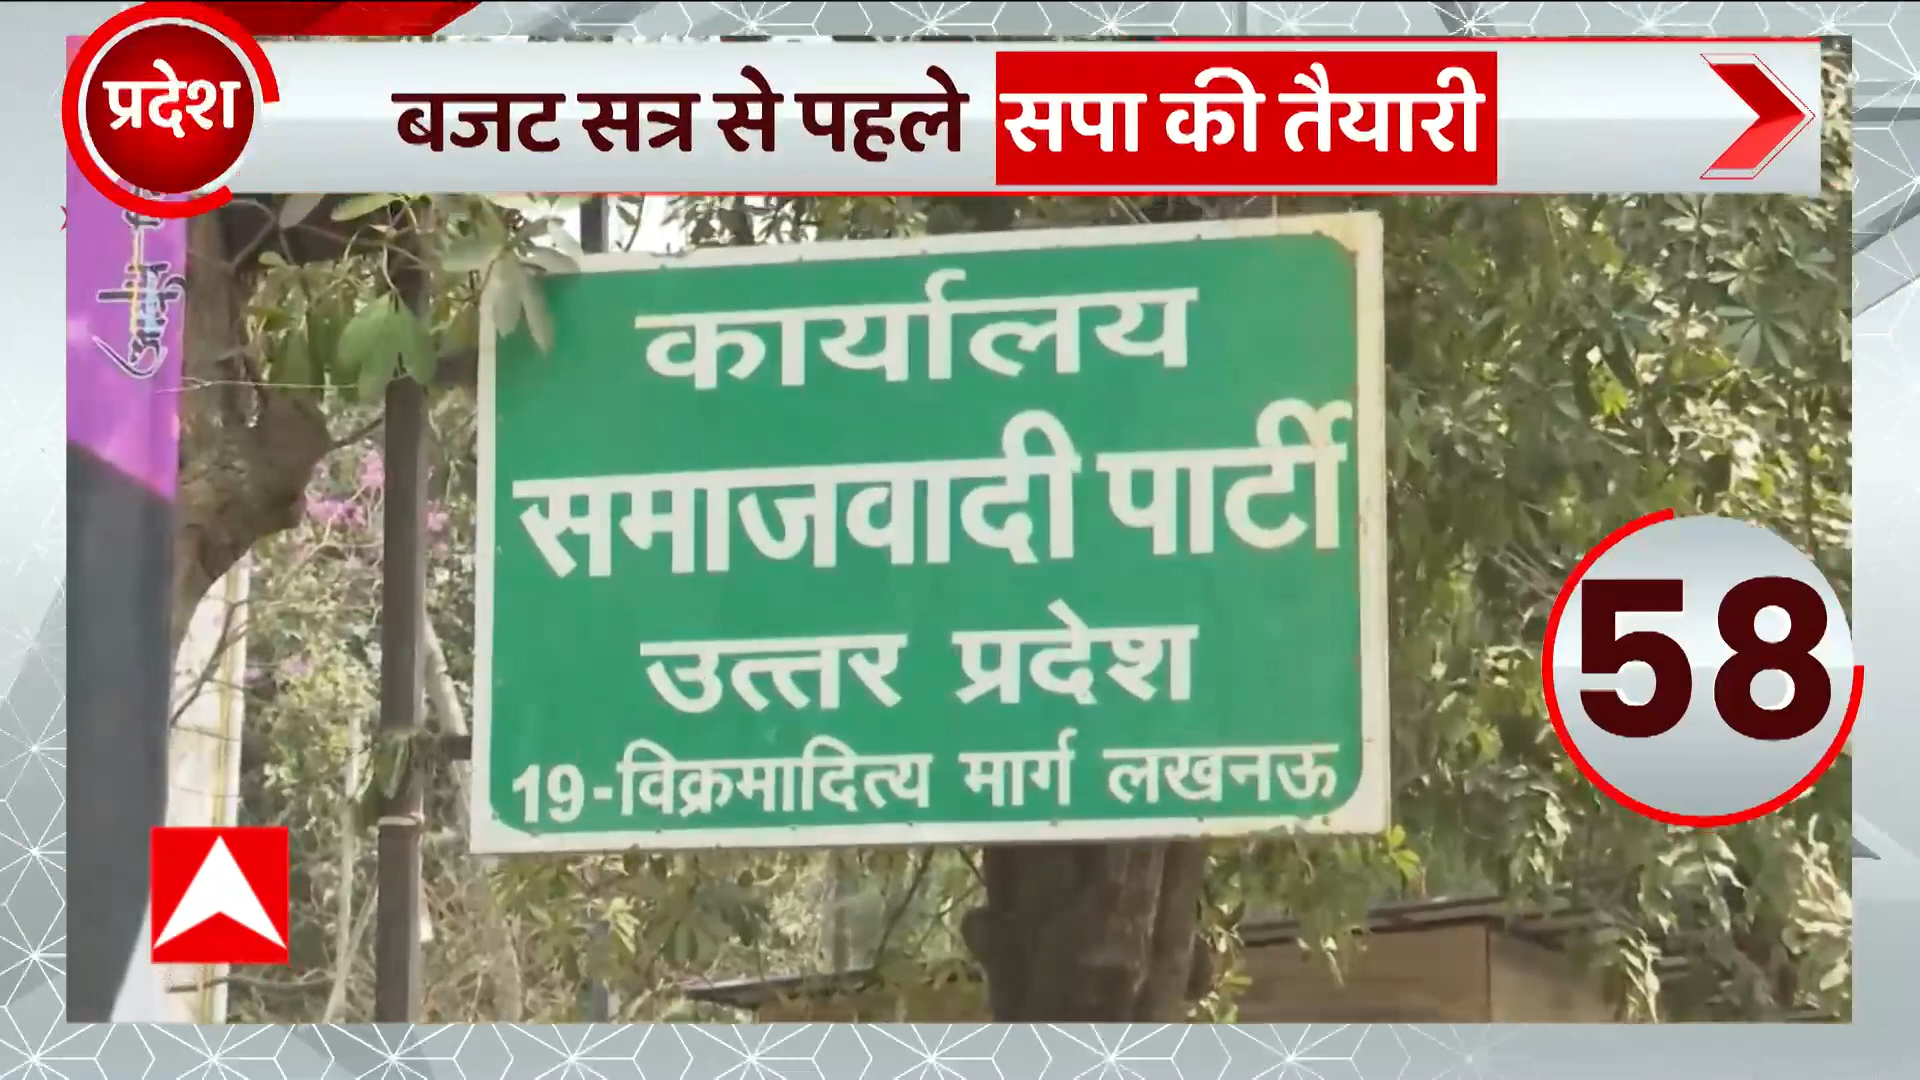 प्रदेश
बजट सत्र से पहले सपा की तैयारी
कार्यालय
समाजवादी पार्टी
उत्तर प्रदेश
19-विक्रमादित्य मार्ग लखनऊ
58